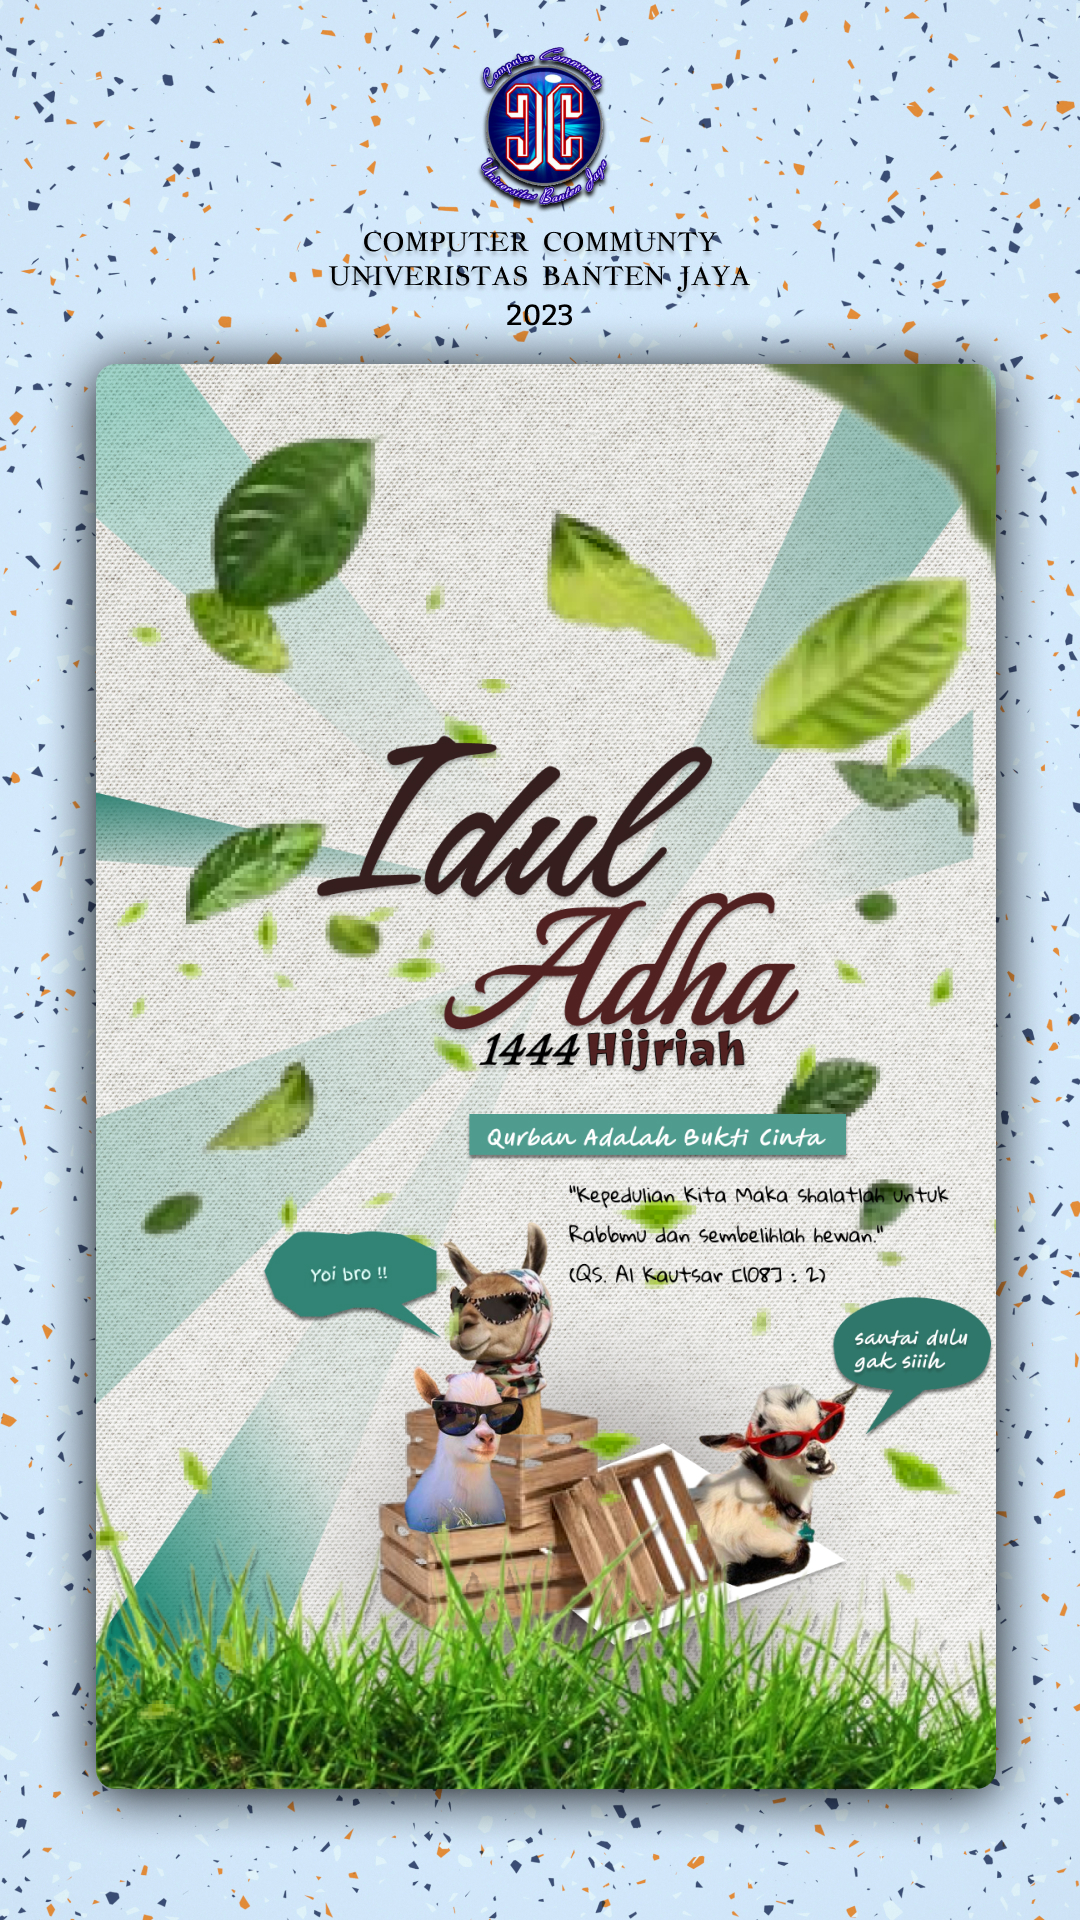 Computer Community
CC
Universitas Banten Jaya
COMPUTER COMMUNTY
UNIVERISTAS BANTEN JAYA
2023
Idul
Adha
1444 Hijriah
Qurban Adalah Bukti Cinta
"Kepedulian Kita Maka shalatlah untuk
Rabbmu dan sembelihlah hewan."
(QS. Al Kautsar [108] : 2)
Yoi bro !!
santai dulu
gak siiih